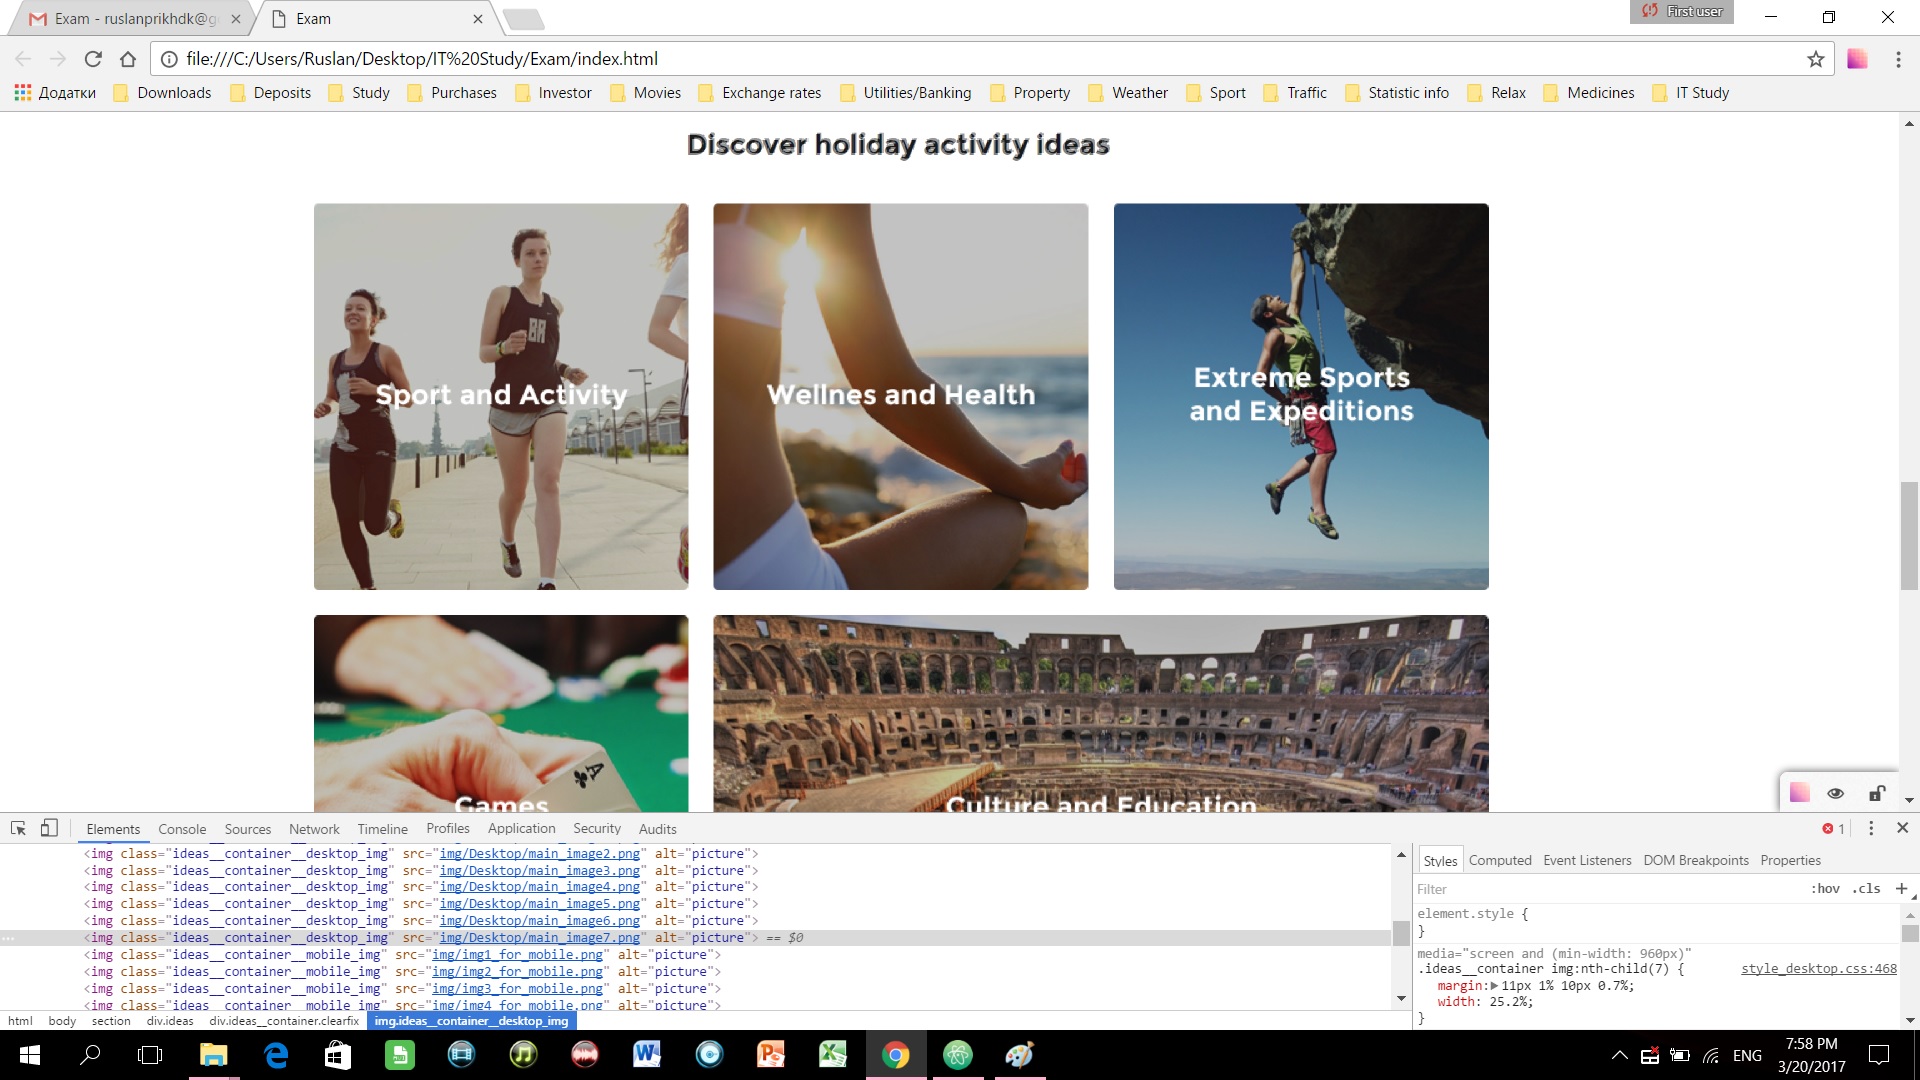 Exam - ruslanprikhdk@g
Exam
First user
file:///C:/Users/Ruslan/Desktop/IT%20Study/Exam/index.html
Додатки Downloads Deposits Study Purchases Investor Movies Exchange rates Utilities/Banking Property Weather Sport Traffic Statistic info Relax Medicines IT Study
Discover holiday activity ideas
BR
Sport and Activity
Wellnes and Health
Extreme Sports
and Expeditions
A
Games
Culture and Education
Elements Console Sources Network Timeline Profiles Application Security Audits
1
<img class="ideas__container__desktop_img" src="img/Desktop/main_image2.png" alt="picture">
<img class="ideas__container__desktop_img" src="img/Desktop/main_image3.png" alt="picture">
<img class="ideas__container__desktop_img" src="img/Desktop/main_image4.png" alt="picture">
<img class="ideas__container__desktop_img" src="img/Desktop/main_image5.png" alt="picture">
<img class="ideas__container__desktop_img" src="img/Desktop/main_image6.png" alt="picture">
... <img class="ideas__container__desktop_img" src="img/Desktop/main_image7.png" alt="picture"> == $0
<img class="ideas__container__mobile_img" src="img/img1_for_mobile.png" alt="picture">
<img class="ideas__container__mobile_img" src="img/img2_for_mobile.png" alt="picture">
<img class="ideas__container__mobile_img" src="img/img3_for_mobile.png" alt="picture">
<img class="ideas__container__mobile_img" src="img/img4_for_mobile.png" alt="picture">
html body section div.ideas div.ideas__container.clearfix img.ideas__container__desktop_img
Styles Computed Event Listeners DOM Breakpoints Properties
Filter :hov .cls +
element.style {
}
media="screen and (min-width: 960px)"
.ideas__container img:nth-child(7) { style_desktop.css:468
margin: 11px 1% 10px 0.7%;
width: 25.2%;
}
ENG
7:58 PM
3/20/2017